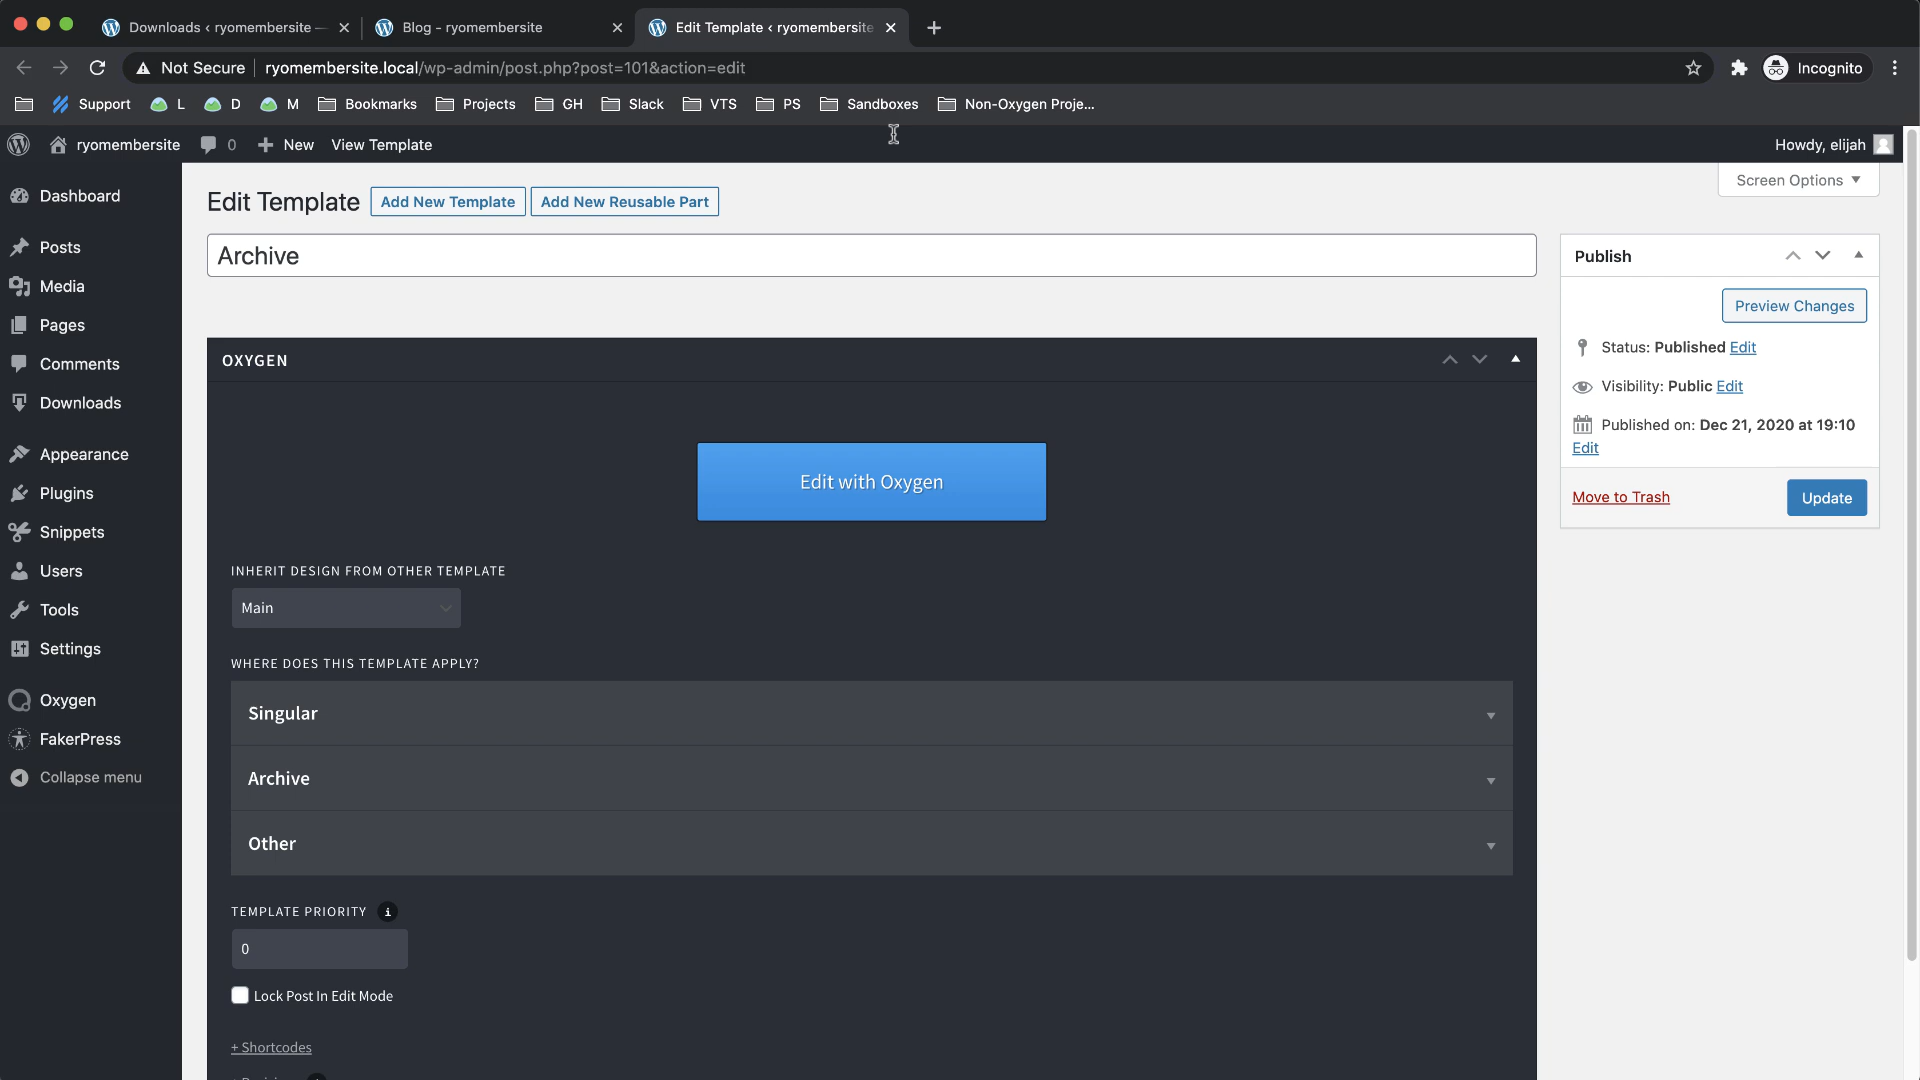 Downloads ‹ ryomembersite —
Blog - ryomembersite
Edit Template ‹ ryomembersite
Not Secure
ryomembersite.local/wp-admin/post.php?post=101&action=edit
Incognito
Support
L
D
M
Bookmarks
Projects
GH
Slack
VTS
PS
Sandboxes
Non-Oxygen Proje...
ryomembersite
0
New
View Template
Howdy, elijah
Dashboard
Posts
Media
Pages
Comments
Downloads
Appearance
Plugins
Snippets
Users
Tools
Settings
Oxygen
FakerPress
Collapse menu
Screen Options
Edit Template
Add New Template
Add New Reusable Part
Archive
OXYGEN
Edit with Oxygen
INHERIT DESIGN FROM OTHER TEMPLATE
Main
WHERE DOES THIS TEMPLATE APPLY?
Singular
Archive
Other
TEMPLATE PRIORITY
0
Lock Post In Edit Mode
+ Shortcodes
Publish
Preview Changes
Status: Published Edit
Visibility: Public Edit
Published on: Dec 21, 2020 at 19:10
Edit
Move to Trash
Update